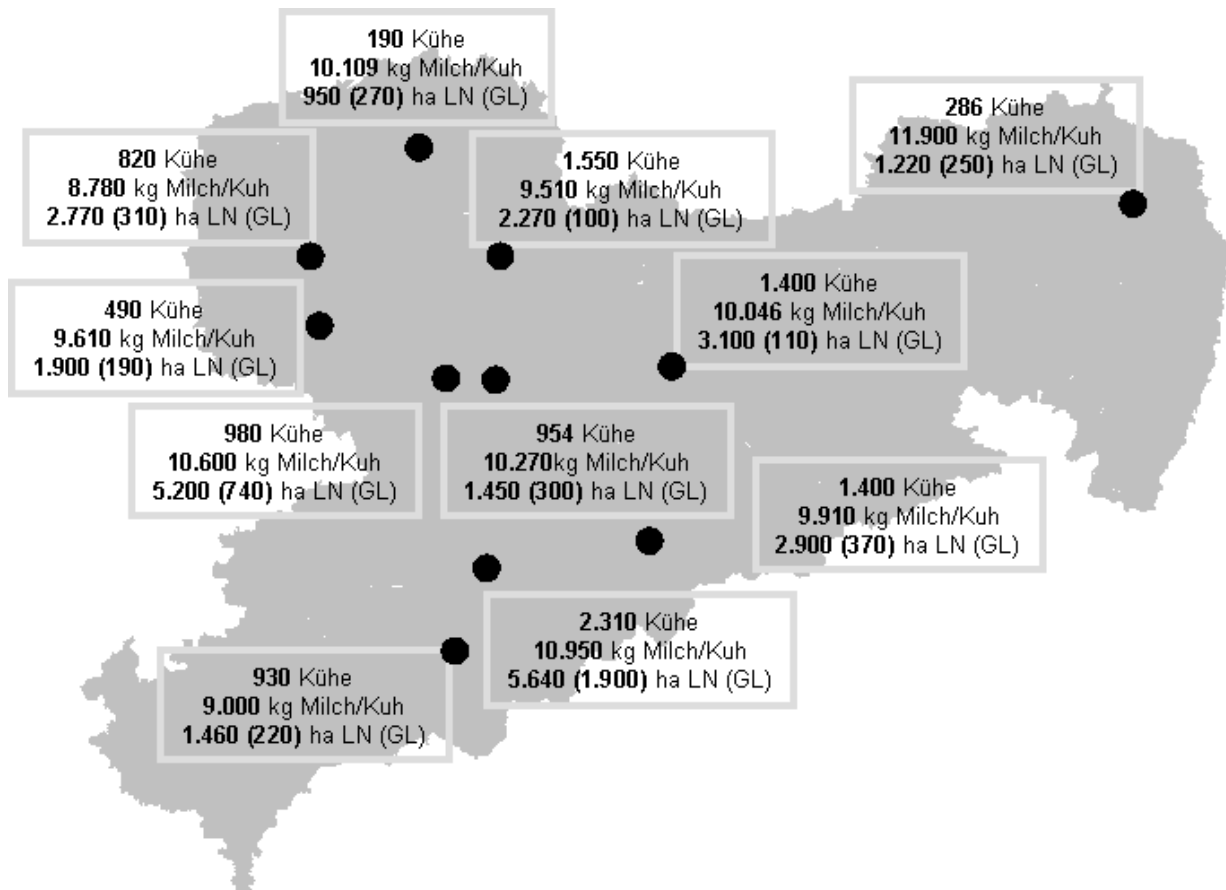 190 Kühe
10.109 kg Milch/Kuh
950 (270) ha LN (GL)
286 Kühe
11.900 kg Milch/Kuh
1.220 (250) ha LN (GL)
820 Kühe
8.780 kg Milch/Kuh
2.770 (310) ha LN (GL)
1.550 Kühe
9.510 kg Milch/Kuh
2.270 (100) ha LN (GL)
490 Kühe
9.610 kg Milch/Kuh
1.900 (190) ha LN (GL)
1.400 Kühe
10.046 kg Milch/Kuh
3.100 (110) ha LN (GL)
980 Kühe
10.600 kg Milch/Kuh
5.200 (740) ha LN (GL)
954 Kühe
10.270kg Milch/Kuh
1.450 (300) ha LN (GL)
1.400 Kühe
9.910 kg Milch/Kuh
2.900 (370) ha LN (GL)
2.310 Kühe
10.950 kg Milch/Kuh
5.640 (1.900) ha LN (GL)
930 Kühe
9.000 kg Milch/Kuh
1.460 (220) ha LN (GL)